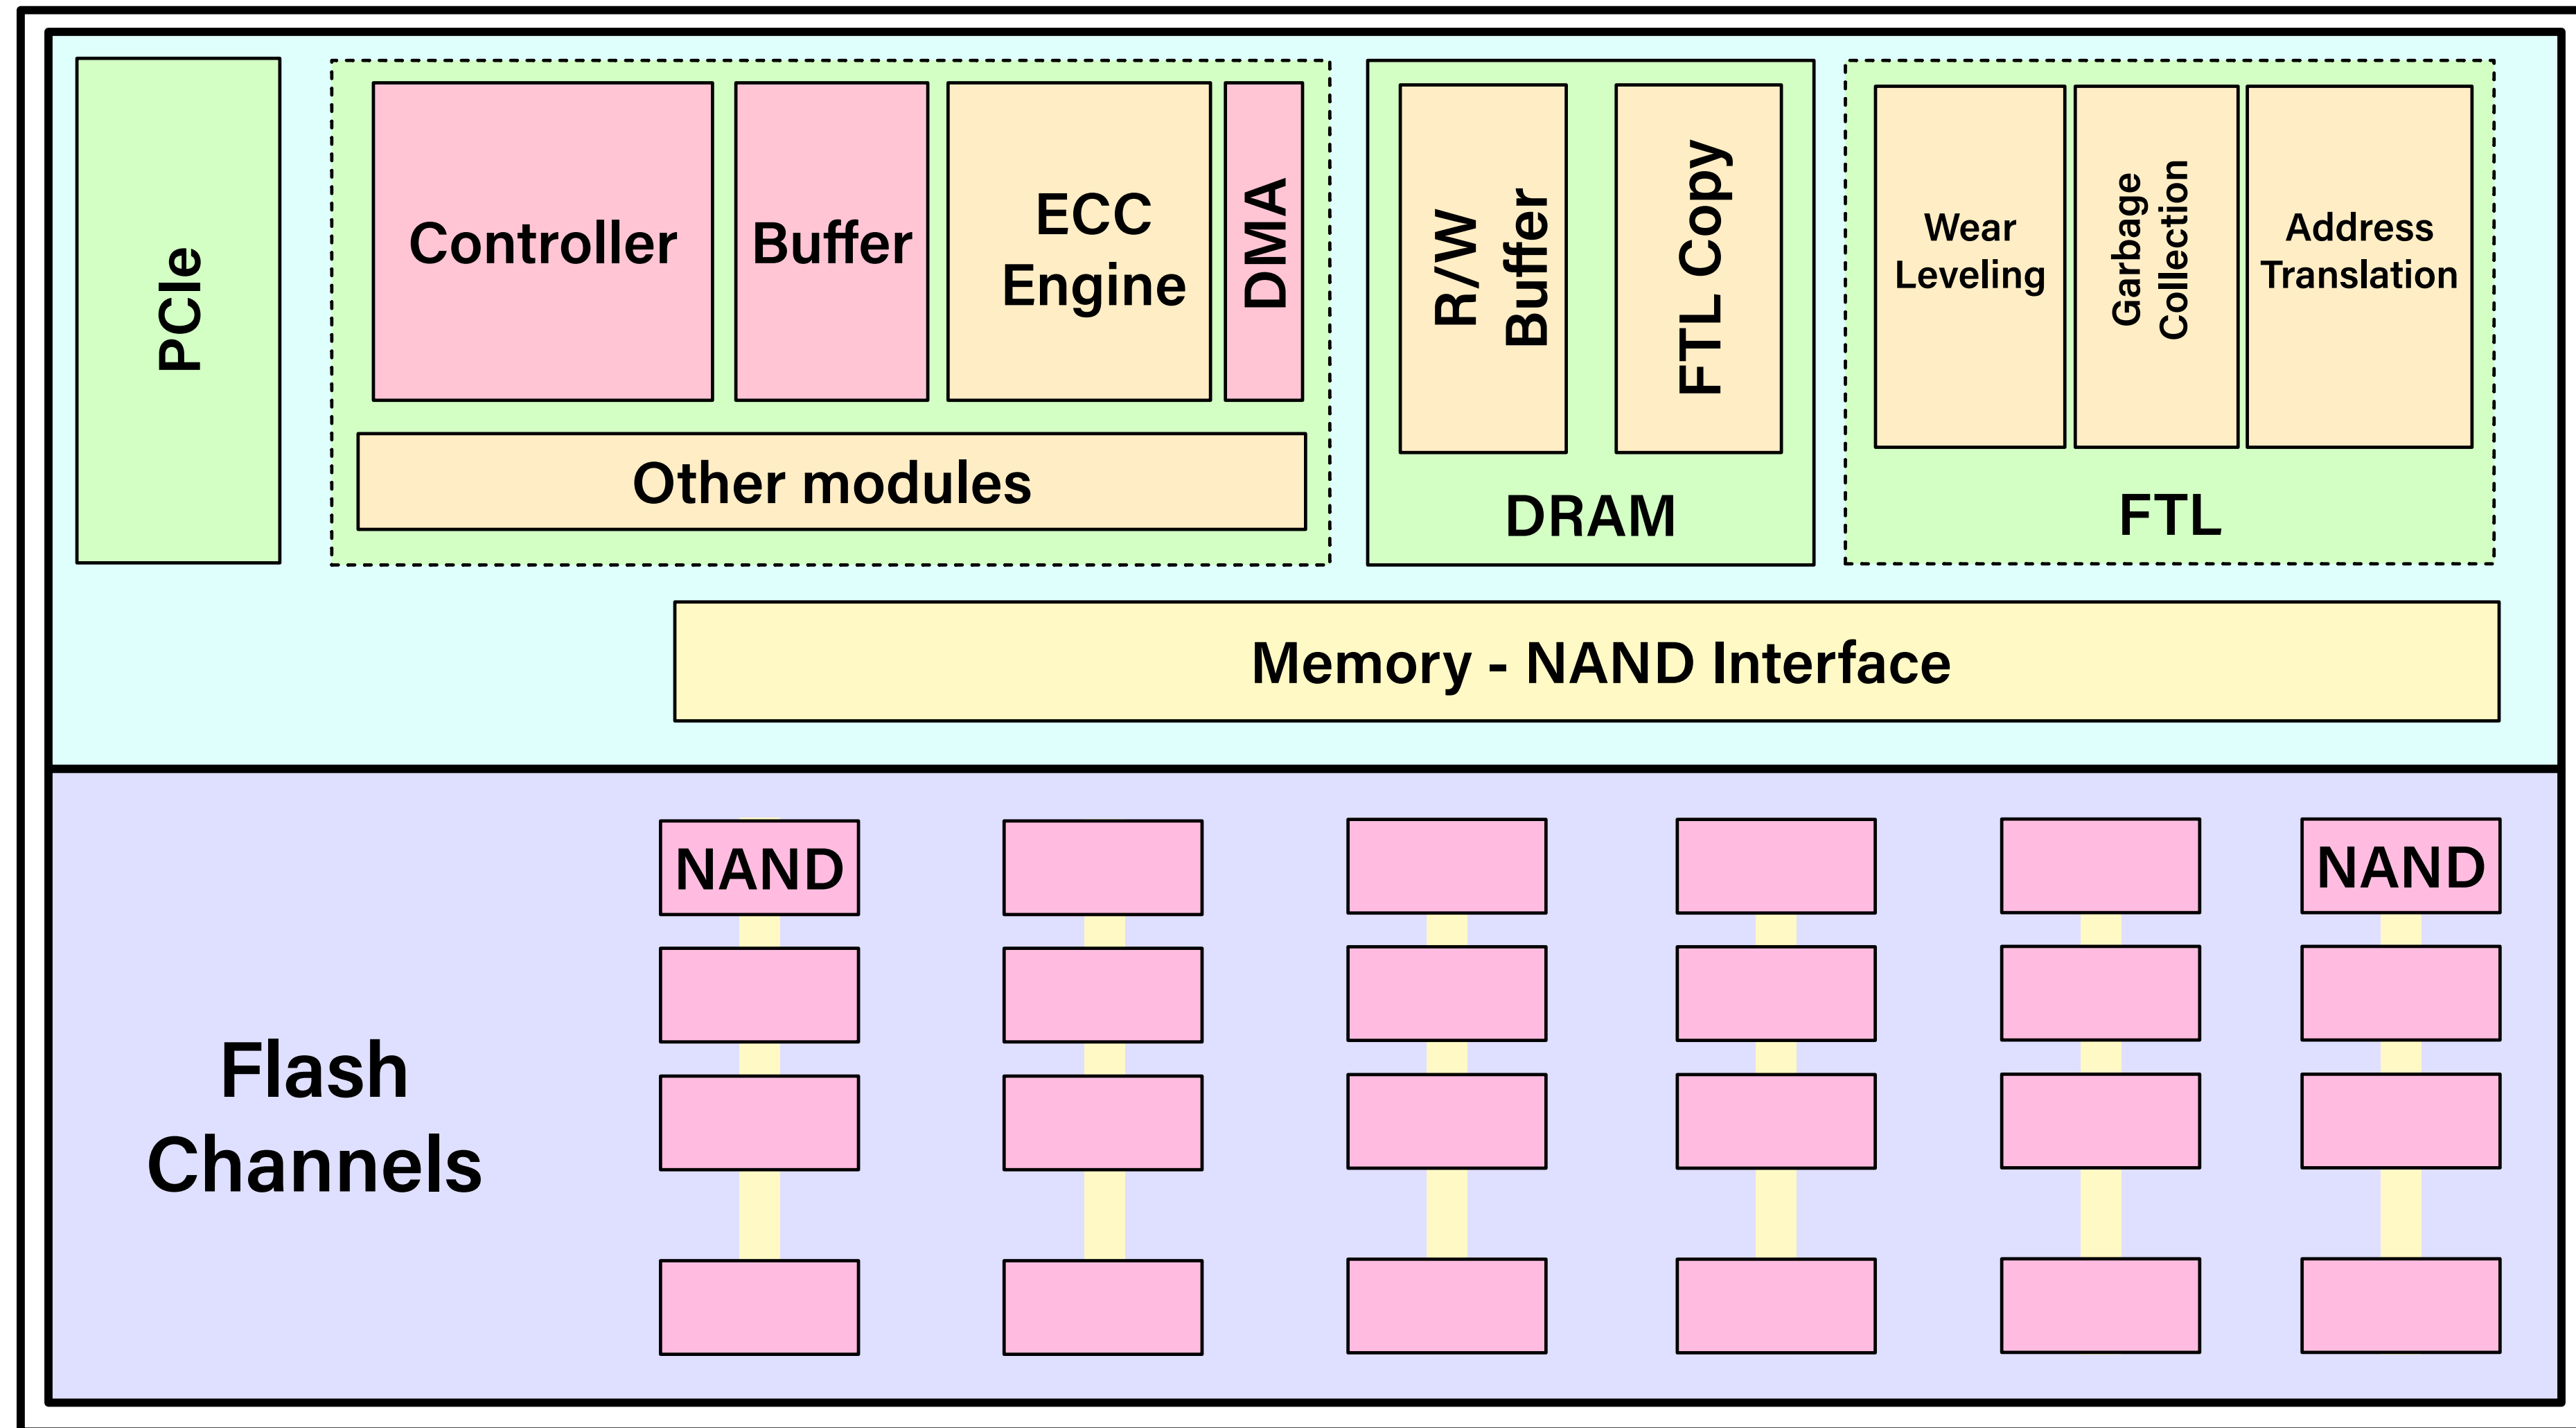 PCIe
Controller
Buffer
ECC
Engine
DMA
Other modules
R/W
Buffer
FTL Copy
DRAM
Wear
Leveling
Garbage
Collection
Address
Translation
FTL
Memory - NAND Interface
NAND
NAND
Flash
Channels